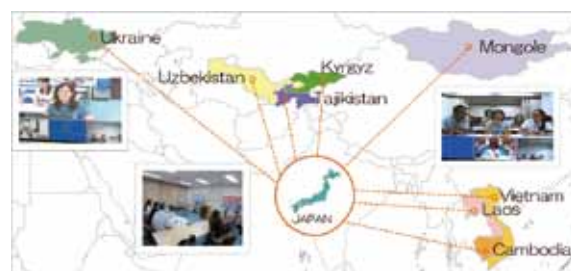 Ukraine
Mongole
Kyrgyz
Uzbekistan
Tajikistan
JAPAN
Vietnam
Laos
Cambodia